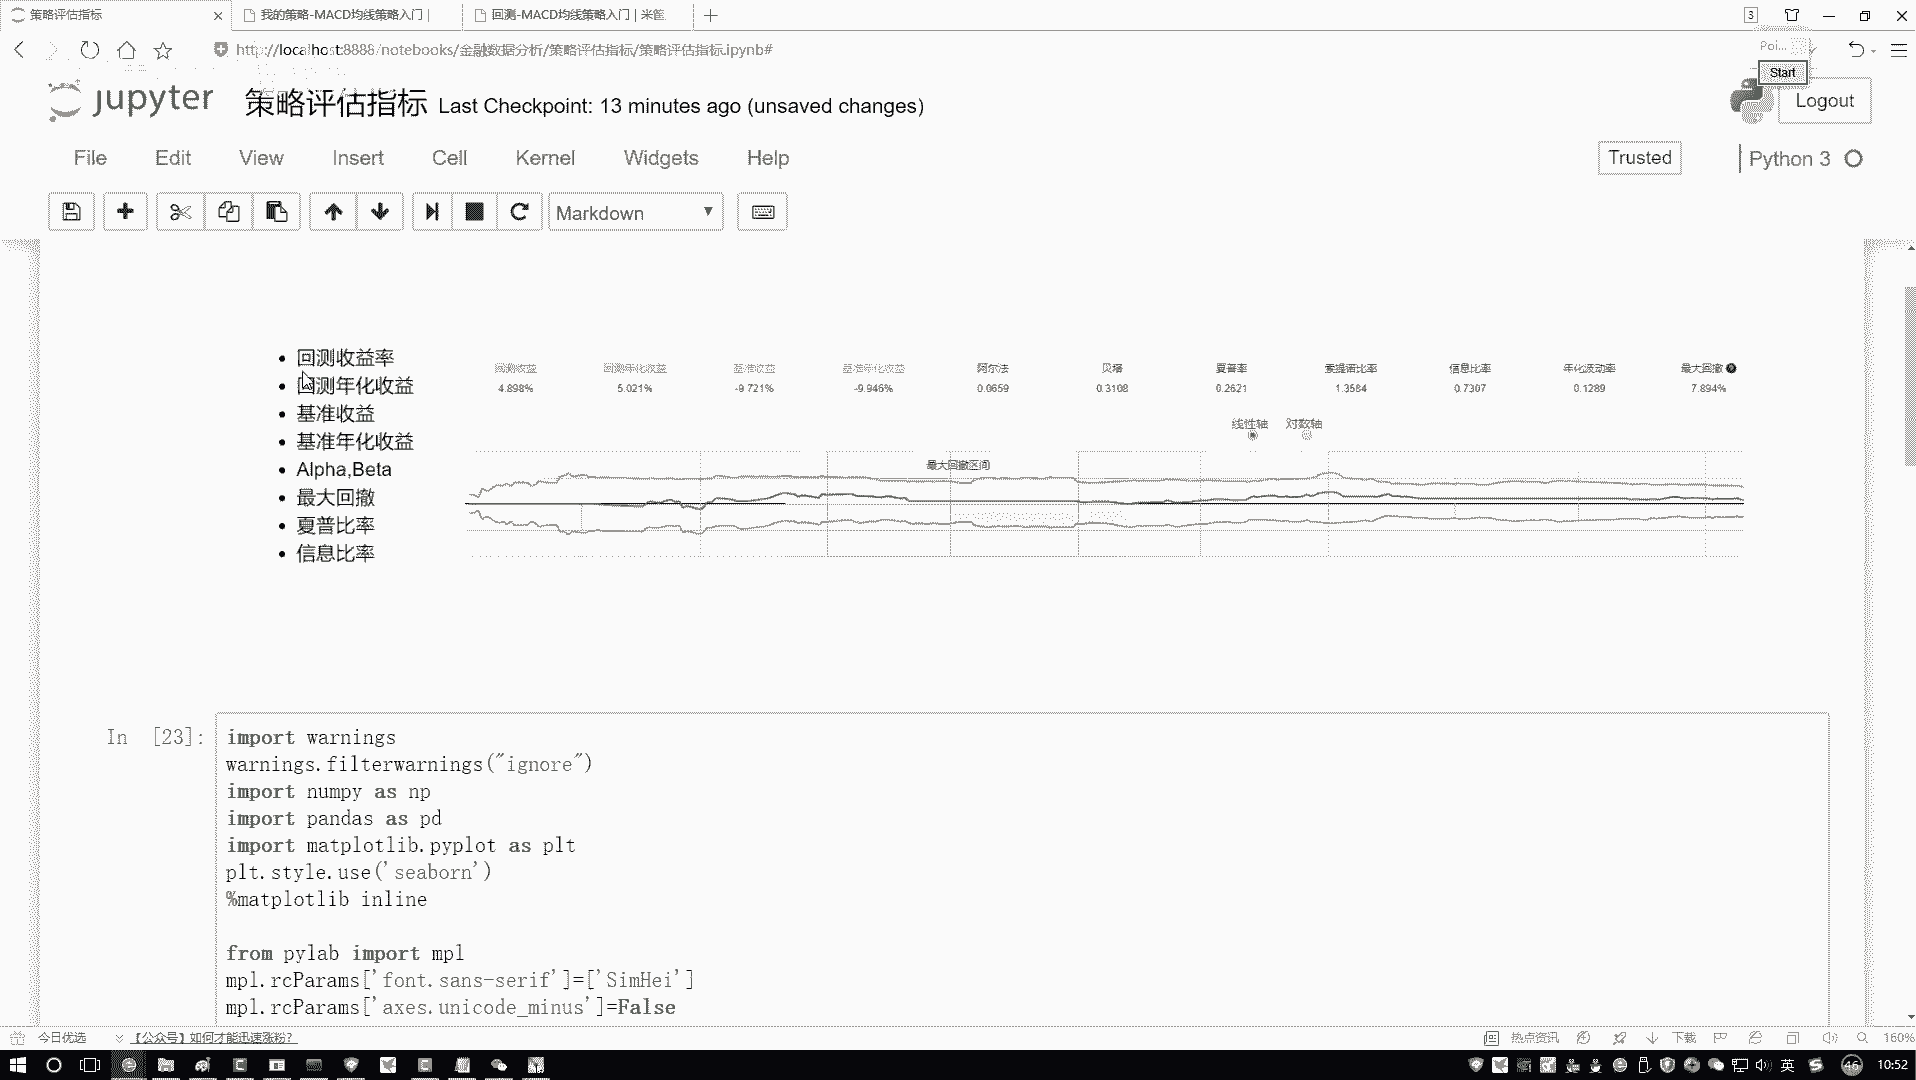 策略评估指标
我的策略-MACD均线策略入门 |
回测-MACD均线策略入门 | 米筐
3
http://localhost:8888/notebooks/金融数据分析/策略评估指标/策略评估指标.ipynb#
Poi...
Start
jupyter 策略评估指标 Last Checkpoint: 13 minutes ago (unsaved changes)
Logout
File Edit View Insert Cell Kernel Widgets Help
Trusted
Python 3
Markdown
回测收益率
回测年化收益
基准收益
基准年化收益
Alpha,Beta
最大回撤
夏普比率
信息比率
回测收益 回测年化收益 基准收益 基准年化收益 阿尔法 贝塔 夏普率 索提诺比率 信息比率 年化波动率 最大回撤
4.898% 5.021% -9.721% -9.946% 0.0659 0.3108 0.2621 1.3584 0.7307 0.1289 7.894%
线性轴 对数轴
最大回撤区间
In [23]:
import warnings
warnings.filterwarnings("ignore")
import numpy as np
import pandas as pd
import matplotlib.pyplot as plt
plt.style.use('seaborn')
%matplotlib inline
from pylab import mpl
mpl.rcParams['font.sans-serif']=['SimHei']
mpl.rcParams['axes.unicode_minus']=False
今日优选
【公众号】如何才能迅速涨粉?
热点资讯
下载
160%
英
46
10:52